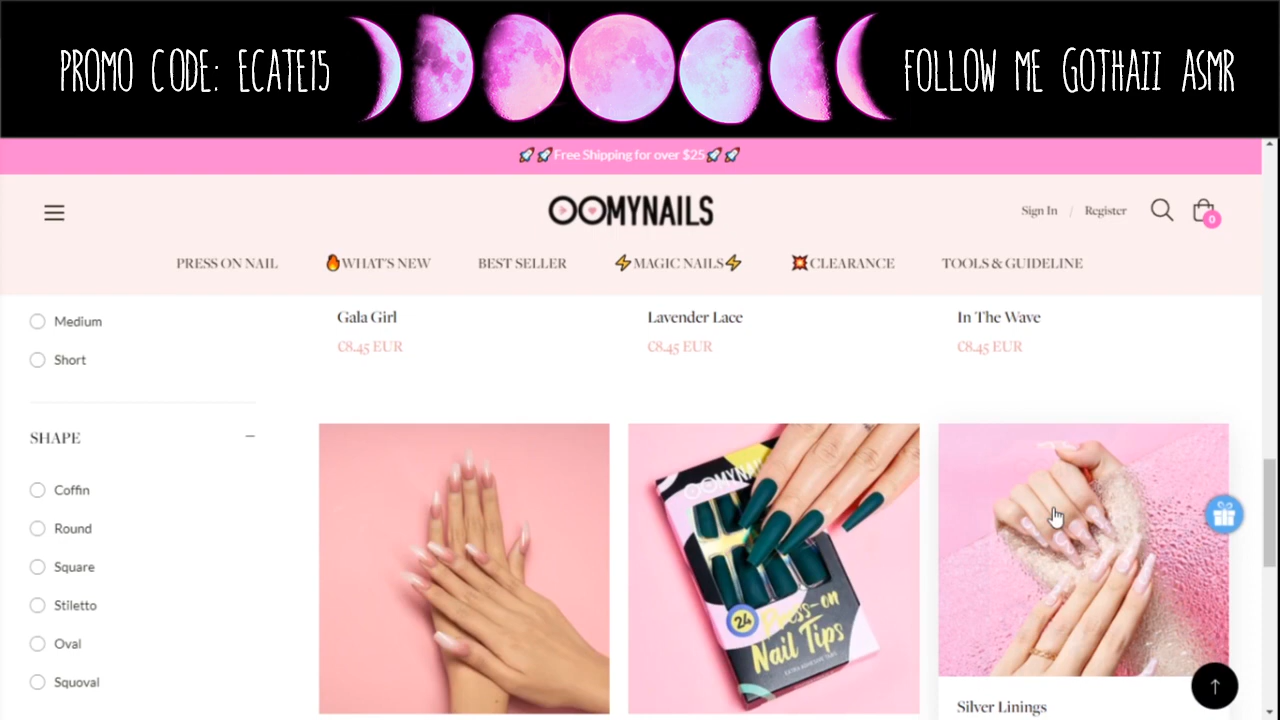 PROMO CODE: ECATE15
FOLLOW ME GOTHAII ASMR
🚀🚀Free Shipping for over $25🚀🚀
OOMYNAILS
Sign In / Register
0
PRESS ON NAIL
🔥WHAT'S NEW
BEST SELLER
⚡MAGIC NAILS⚡
💥CLEARANCE
TOOLS & GUIDELINE
Medium
Short
SHAPE
Coffin
Round
Square
Stiletto
Oval
Squoval
Gala Girl
€8.45 EUR
Lavender Lace
€8.45 EUR
In The Wave
€8.45 EUR
OOMYNAILS
24
Press-on
Nail Tips
Silver Linings